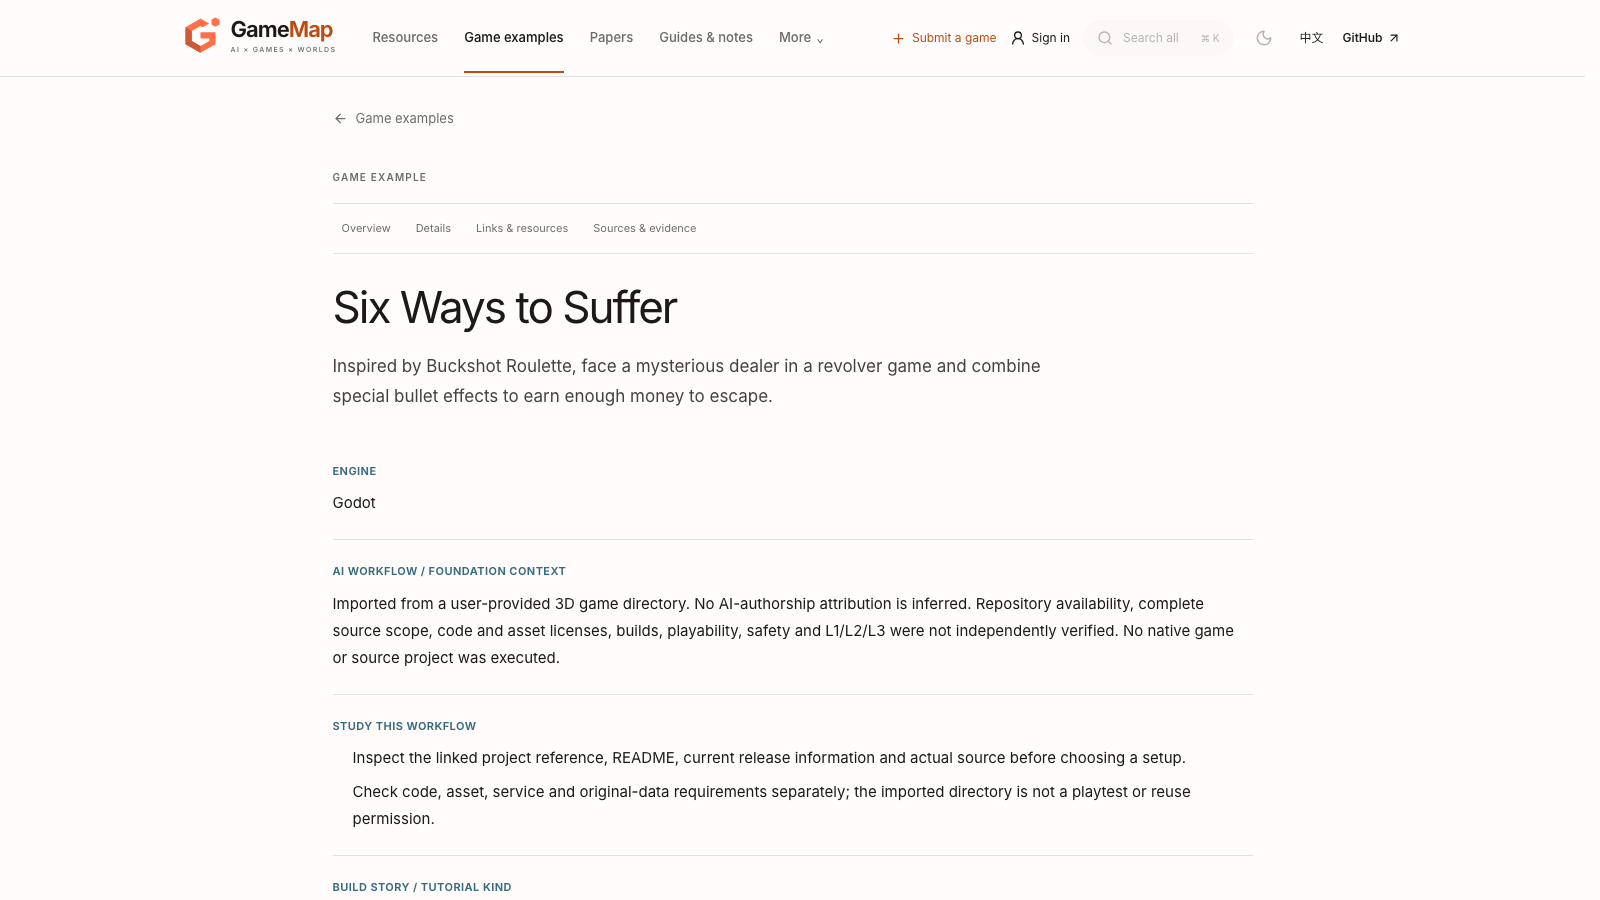 GameMap
AI × GAMES × WORLDS
Resources
Game examples
Papers
Guides & notes
More
Submit a game
Sign in
Search all
⌘ K
中文
GitHub
Game examples
GAME EXAMPLE
Overview
Details
Links & resources
Sources & evidence
Six Ways to Suffer
Inspired by Buckshot Roulette, face a mysterious dealer in a revolver game and combine
special bullet effects to earn enough money to escape.
ENGINE
Godot
AI WORKFLOW / FOUNDATION CONTEXT
Imported from a user-provided 3D game directory. No AI-authorship attribution is inferred. Repository availability, complete
source scope, code and asset licenses, builds, playability, safety and L1/L2/L3 were not independently verified. No native game
or source project was executed.
STUDY THIS WORKFLOW
Inspect the linked project reference, README, current release information and actual source before choosing a setup.
Check code, asset, service and original-data requirements separately; the imported directory is not a playtest or reuse
permission.
BUILD STORY / TUTORIAL KIND